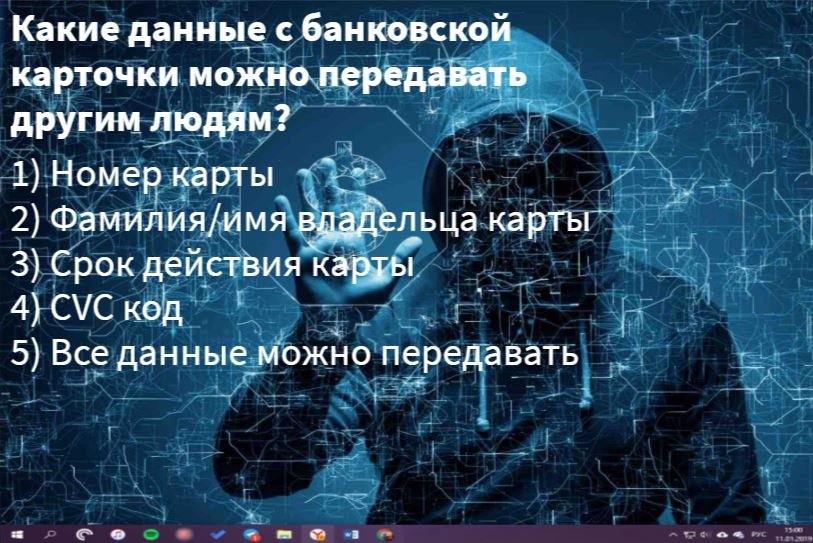 Какие данные с банковской
карточки можно передавать
другим людям?
1) Номер карты
2) Фамилия/имя владельца карты
3) Срок действия карты
4) CVC код
5) Все данные можно передавать
РУС
15:00
11.01.2019